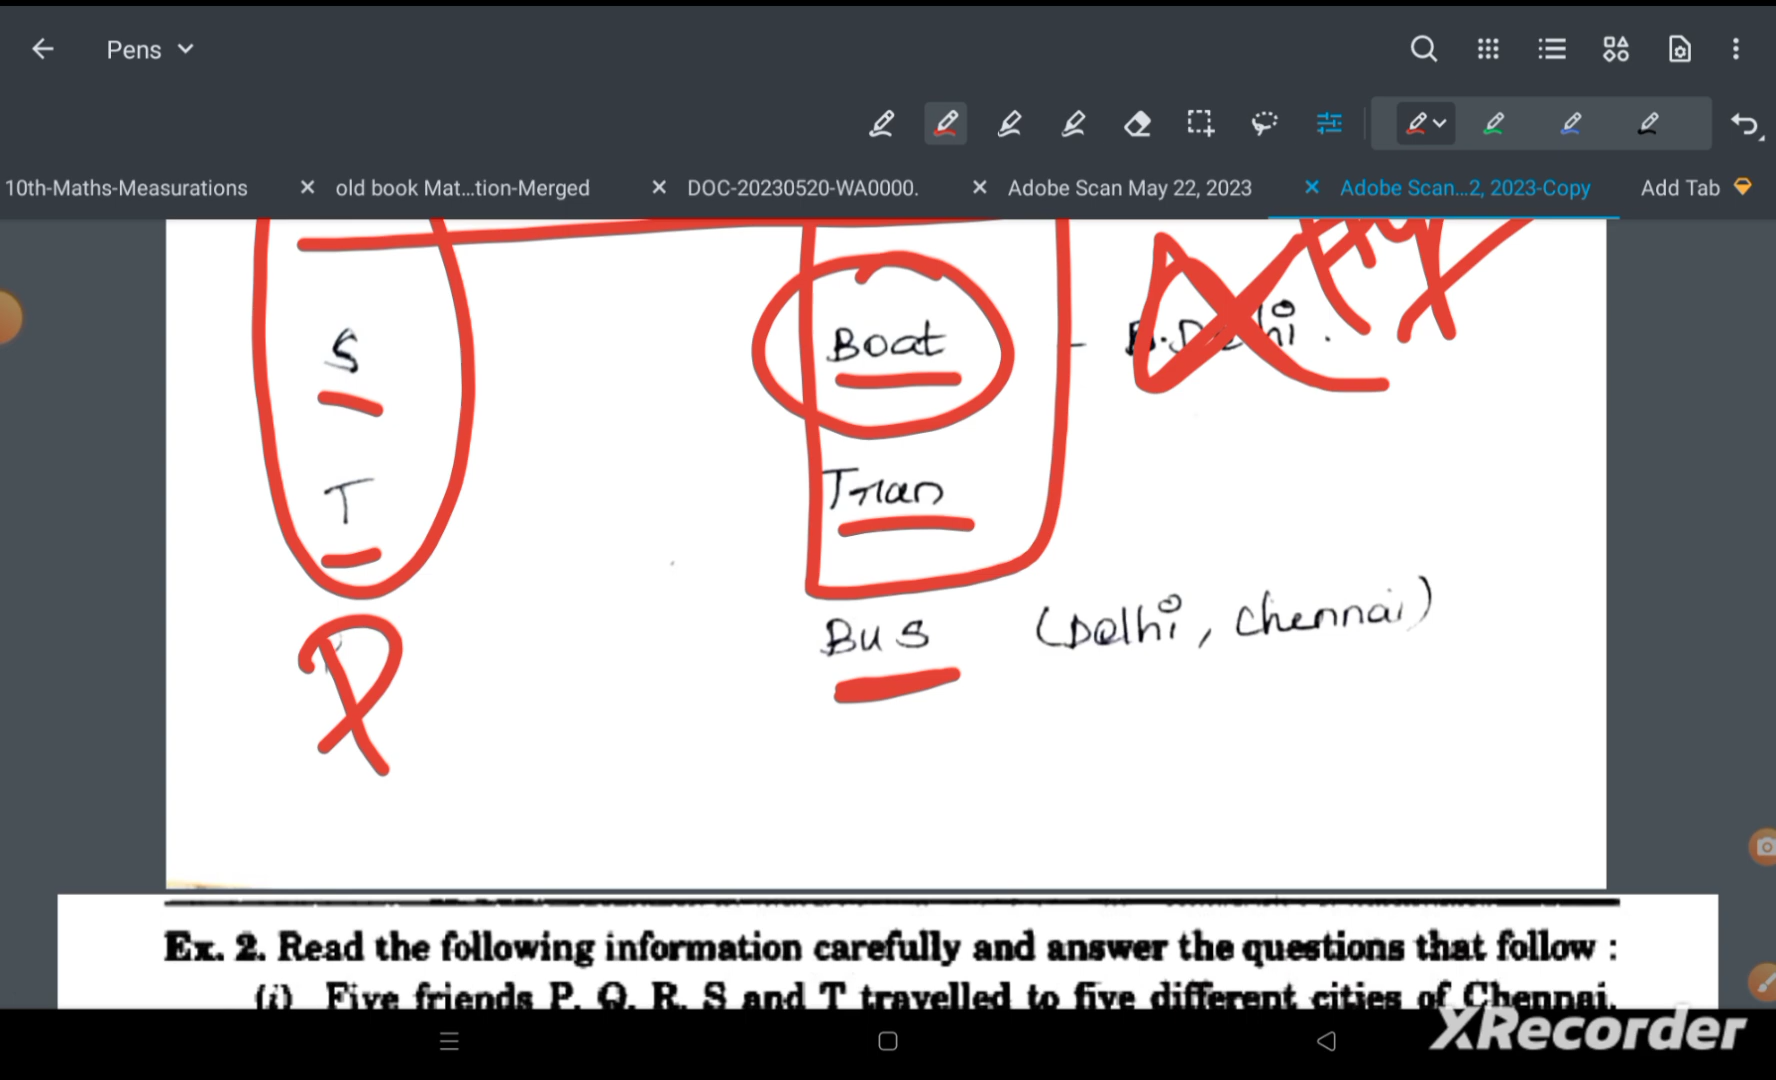 Pens
10th-Maths-Measurations
old book Mat...tion-Merged
DOC-20230520-WA0000.
Adobe Scan May 22, 2023
Adobe Scan...2, 2023-Copy
Add Tab
S Boat - B.Delhi.
T Trian
P Bus (Delhi, Chennai)
Ex. 2. Read the following information carefully and answer the questions that follow :
(i) Five friends P, Q, R, S and T travelled to five different cities of Chennai,
XRecorder